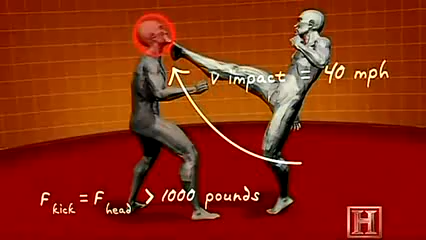 v impact = 40 mph
F kick = F head > 1000 pounds
H